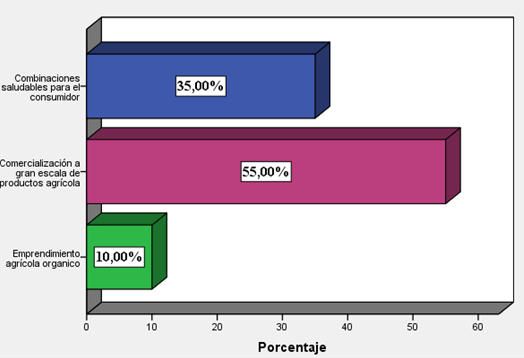 Combinaciones
saludables para el
consumidor
35,00%
Comercialización a
gran escala de
productos agrícola
55,00%
Emprendimiento
agrícola organico
10,00%
0 10 20 30 40 50 60
Porcentaje